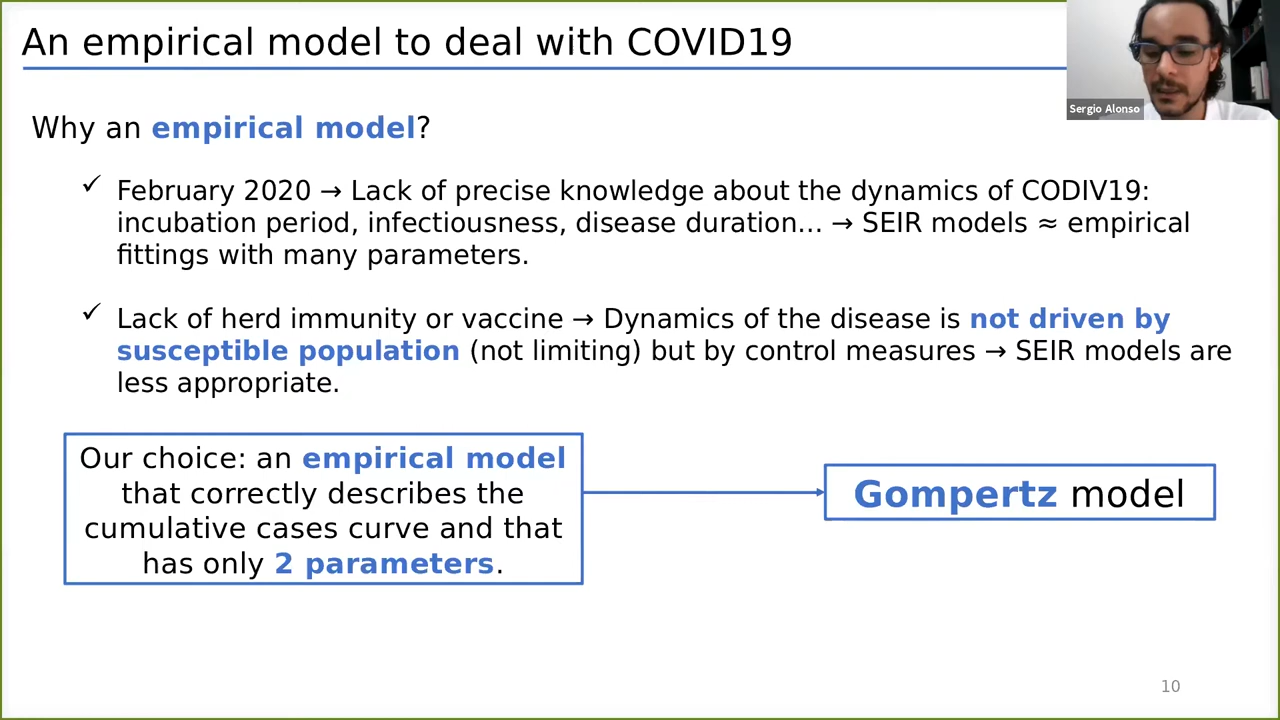 An empirical model to deal with COVID19
Sergio Alonso
Why an empirical model?
✓ February 2020 → Lack of precise knowledge about the dynamics of CODIV19:
incubation period, infectiousness, disease duration... → SEIR models ≈ empirical
fittings with many parameters.
✓ Lack of herd immunity or vaccine → Dynamics of the disease is not driven by
susceptible population (not limiting) but by control measures → SEIR models are
less appropriate.
Our choice: an empirical model
that correctly describes the
cumulative cases curve and that
has only 2 parameters.
Gompertz model
10